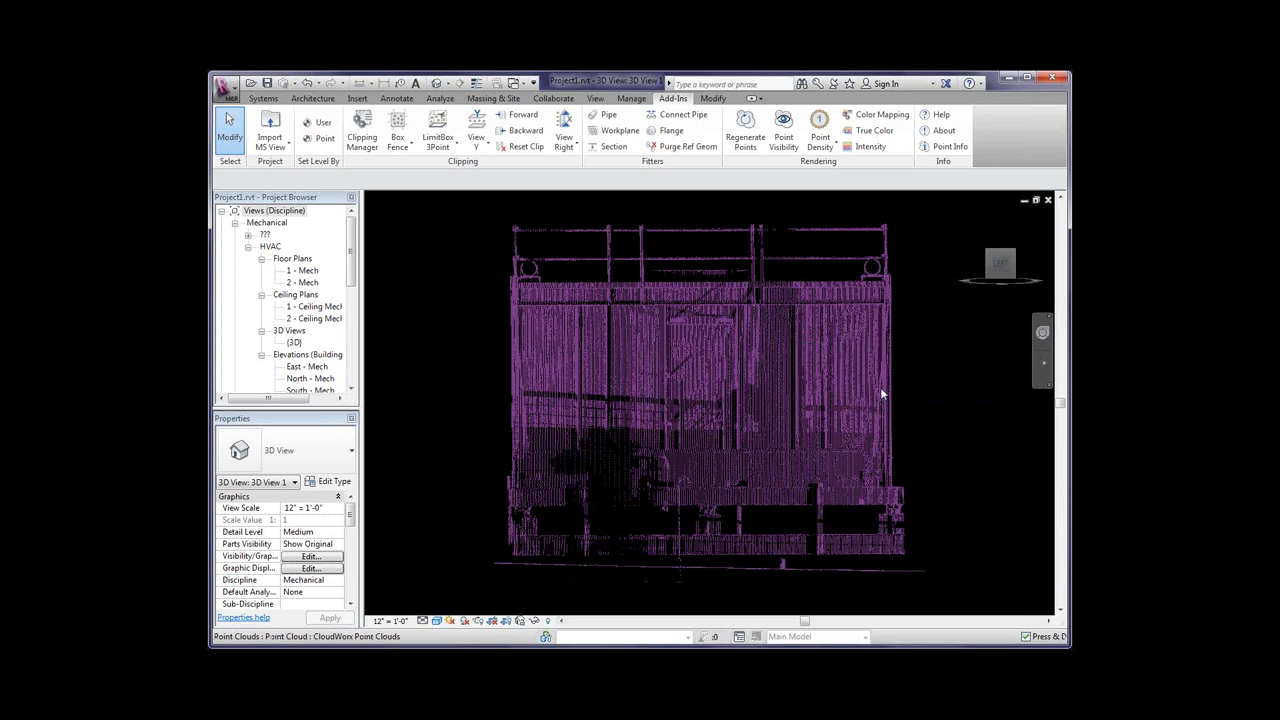 Project1.rvt - 3D View: 3D View 1
Type a keyword or phrase
Sign In
MEP
Systems Architecture Insert Annotate Analyze Massing & Site Collaborate View Manage Add-Ins Modify
Modify
Import MS View
User
Point
Clipping Manager
Box Fence
LimitBox 3Point
View Y
Forward
Backward
Reset Clip
View Right
Pipe
Workplane
Section
Connect Pipe
Flange
Purge Ref Geom
Regenerate Points
Point Visibility
Point Density
Color Mapping
True Color
Intensity
Help
About
Point Info
Select Project Set Level By Clipping Fitters Rendering Info
Project1.rvt - Project Browser
Views (Discipline)
Mechanical
???
HVAC
Floor Plans
1 - Mech
2 - Mech
Ceiling Plans
1 - Ceiling Mech
2 - Ceiling Mech
3D Views
{3D}
Elevations (Building
East - Mech
North - Mech
South - Mech
LEFT
Properties
3D View
3D View: 3D View 1 Edit Type
Graphics
View Scale 12" = 1'-0"
Scale Value 1: 1
Detail Level Medium
Parts Visibility Show Original
Visibility/Grap... Edit...
Graphic Displ... Edit...
Discipline Mechanical
Default Analy... None
Sub-Discipline
Properties help Apply
12" = 1'-0"
Point Clouds : Point Cloud : CloudWorx Point Clouds
:0
Main Model
Press & D